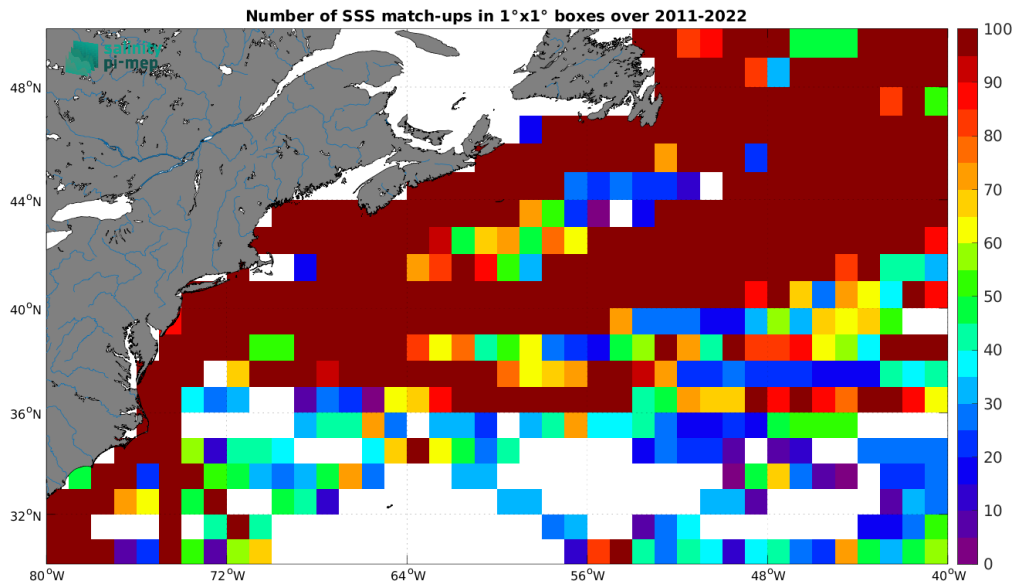 Number of SSS match-ups in 1°x1° boxes over 2011-2022
salinity
pi-mep
48°N
44°N
40°N
36°N
32°N
80°W
72°W
64°W
56°W
48°W
40°W
100
90
80
70
60
50
40
30
20
10
0